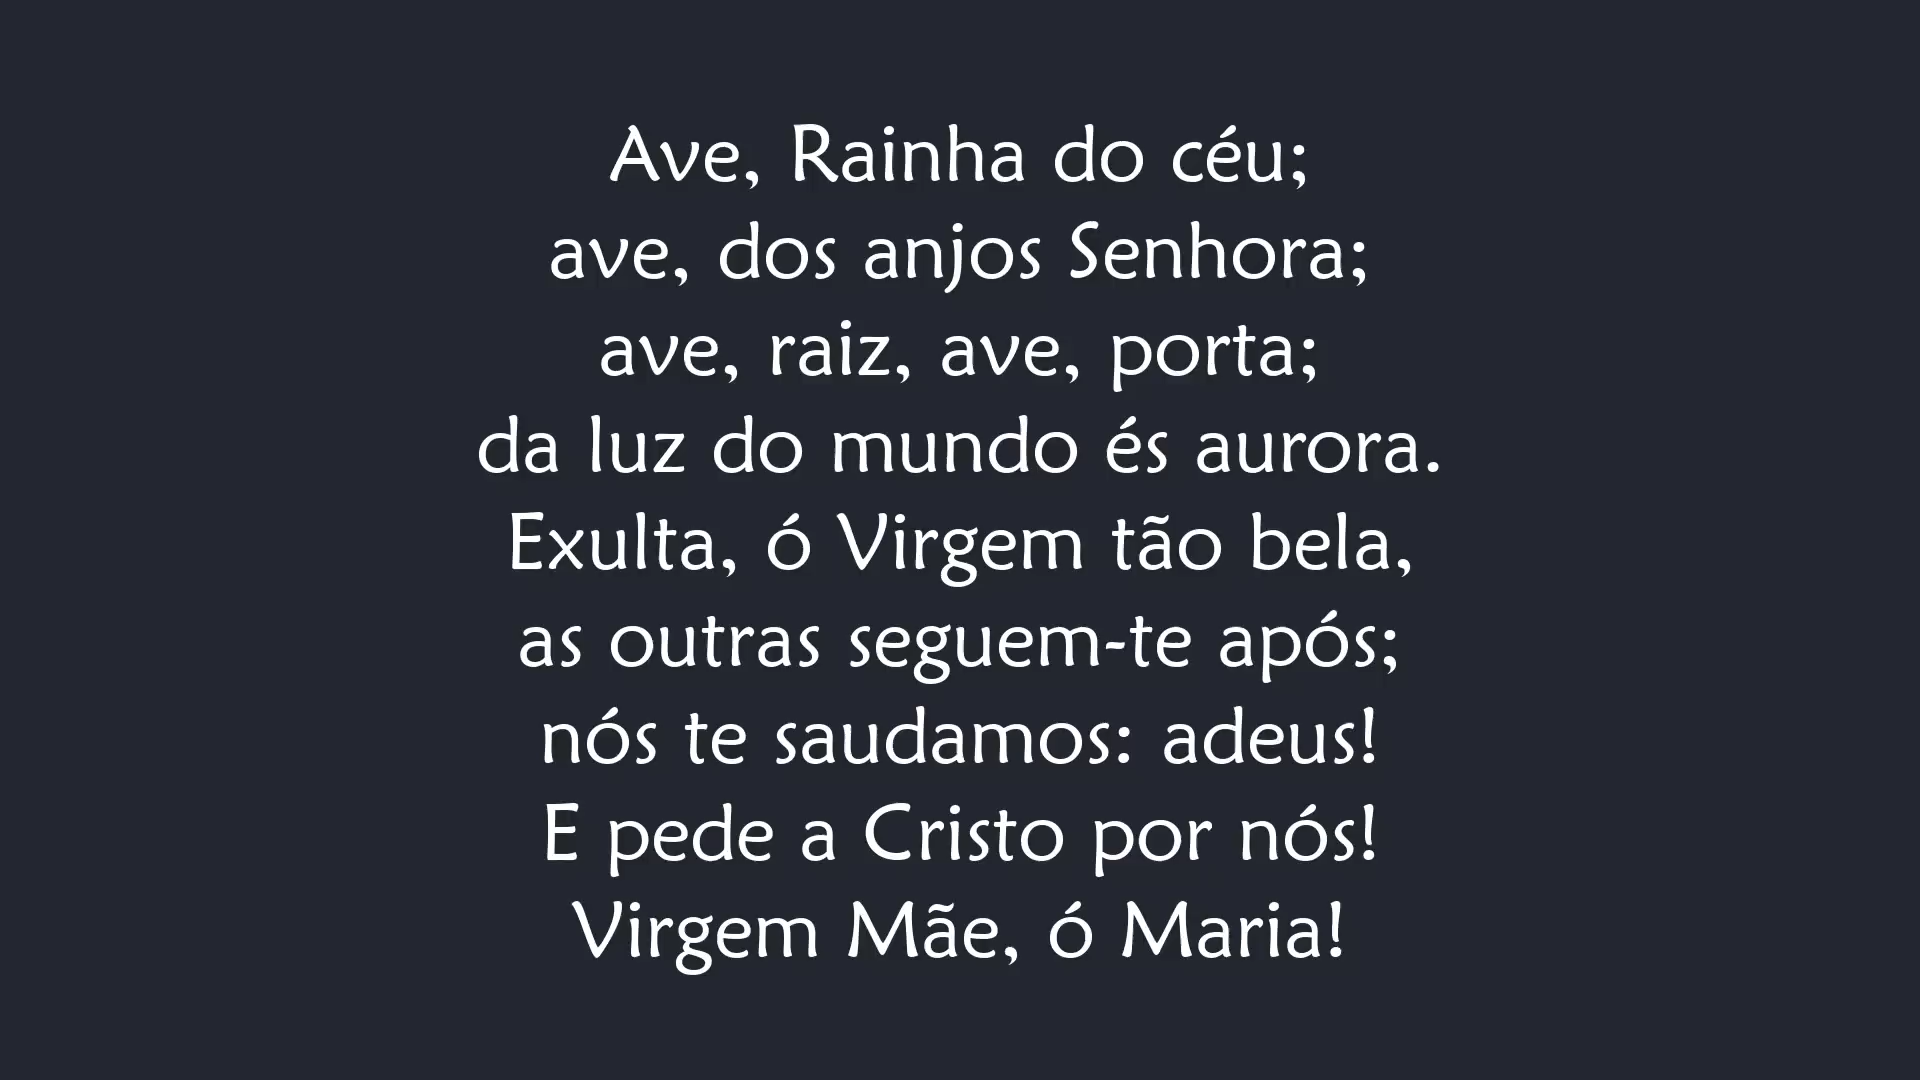 Ave, Rainha do céu;
ave, dos anjos Senhora;
ave, raiz, ave, porta;
da luz do mundo és aurora.
Exulta, ó Virgem tão bela,
as outras seguem-te após;
nós te saudamos: adeus!
E pede a Cristo por nós!
Virgem Mãe, ó Maria!